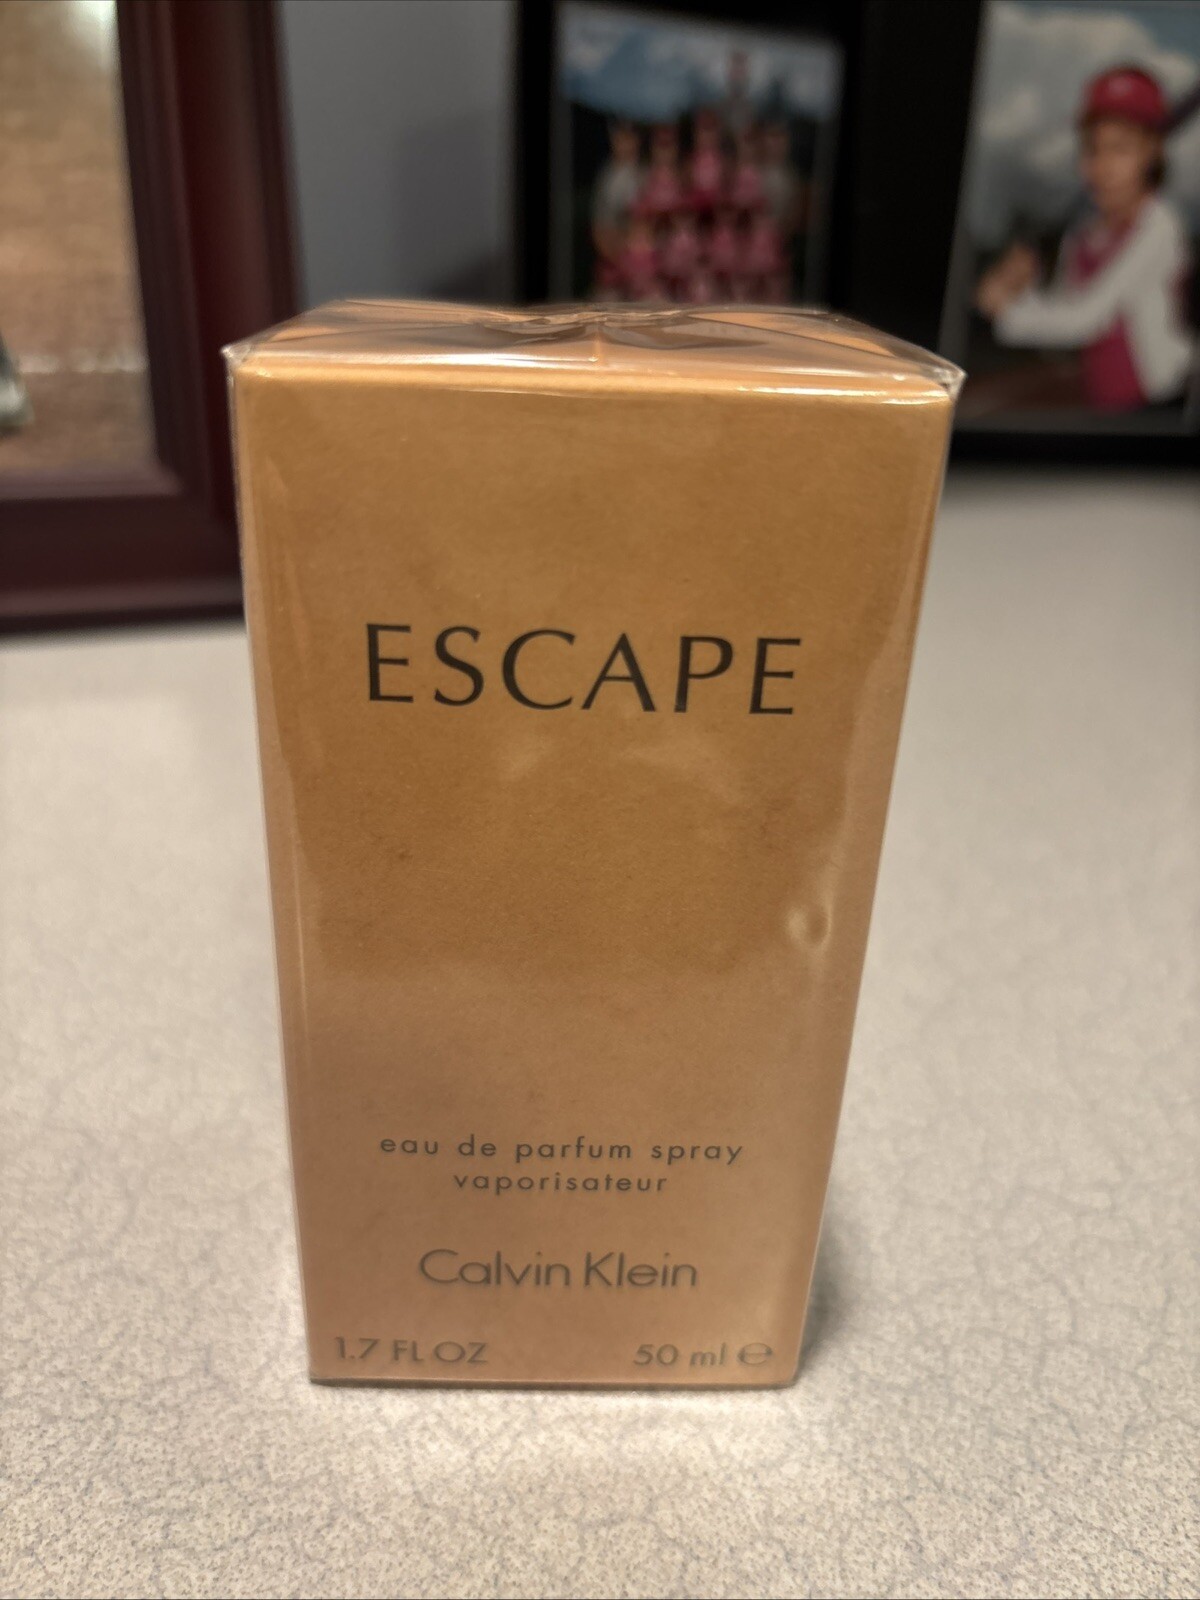 ESCAPE
eau de parfum spray
vaporisateur
Calvin Klein
1.7 FL OZ 50 ml ℮